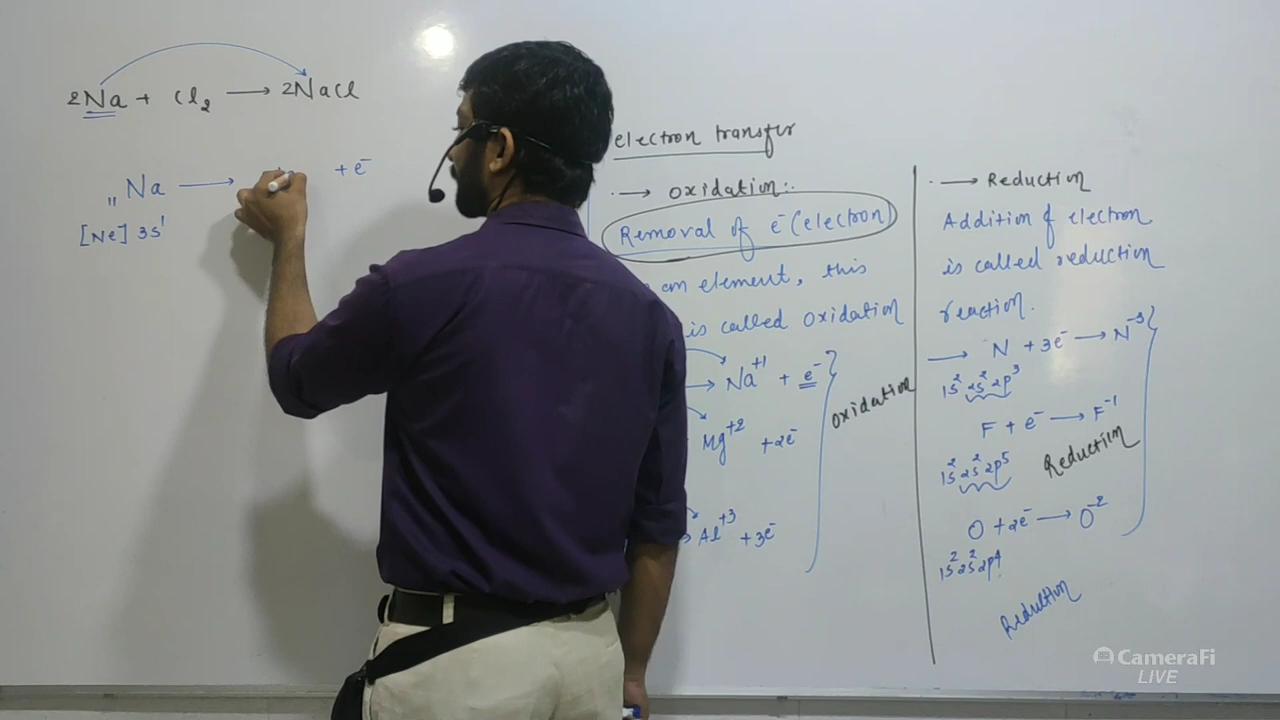 2Na + Cl₂ ⟶ 2NaCl
₁₁Na ⟶ + e⁻
[Ne] 3s¹
electron transfer
⟶ oxidation:.
Removal of e⁻ (electron)
an element, this
is called oxidation
⟶ Na⁺¹ + e⁻
Mg⁺² + 2e⁻
Al⁺³ + 3e⁻
oxidation
⟶ Reduction
Addition of electron
is called reduction
reaction.
⟶ N + 3e⁻ ⟶ N⁻³
1s² 2s² 2p³
F + e⁻ ⟶ F⁻¹
1s² 2s² 2p⁵
Reduction
O + 2e⁻ ⟶ O⁻²
1s² 2s² 2p⁴
Reduction
CameraFi
LIVE